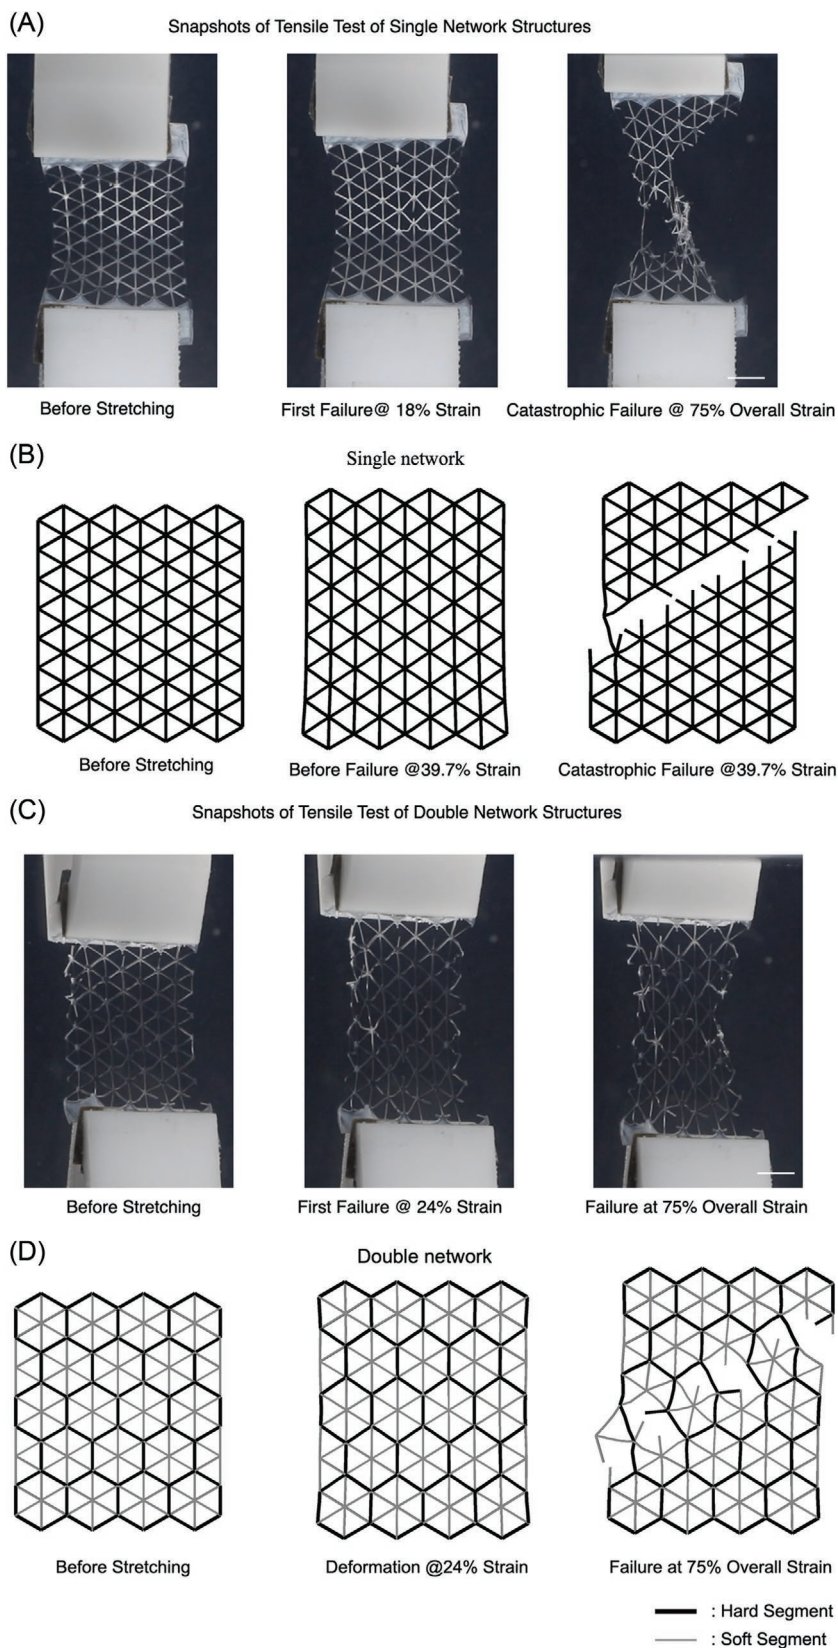 (A)
Snapshots of Tensile Test of Single Network Structures
Before Stretching
First Failure@ 18% Strain
Catastrophic Failure @ 75% Overall Strain
(B)
Single network
Before Stretching
Before Failure @39.7% Strain
Catastrophic Failure @39.7% Strain
(C)
Snapshots of Tensile Test of Double Network Structures
Before Stretching
First Failure @ 24% Strain
Failure at 75% Overall Strain
(D)
Double network
Before Stretching
Deformation @24% Strain
Failure at 75% Overall Strain
: Hard Segment
: Soft Segment